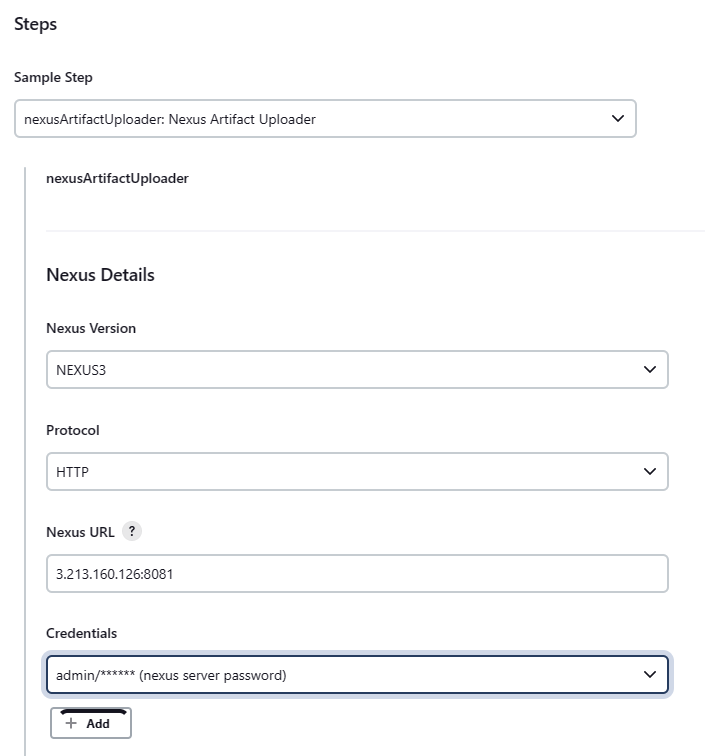 Steps
Sample Step
nexusArtifactUploader: Nexus Artifact Uploader
nexusArtifactUploader
Nexus Details
Nexus Version
NEXUS3
Protocol
HTTP
Nexus URL ?
3.213.160.126:8081
Credentials
admin/****** (nexus server password)
+ Add